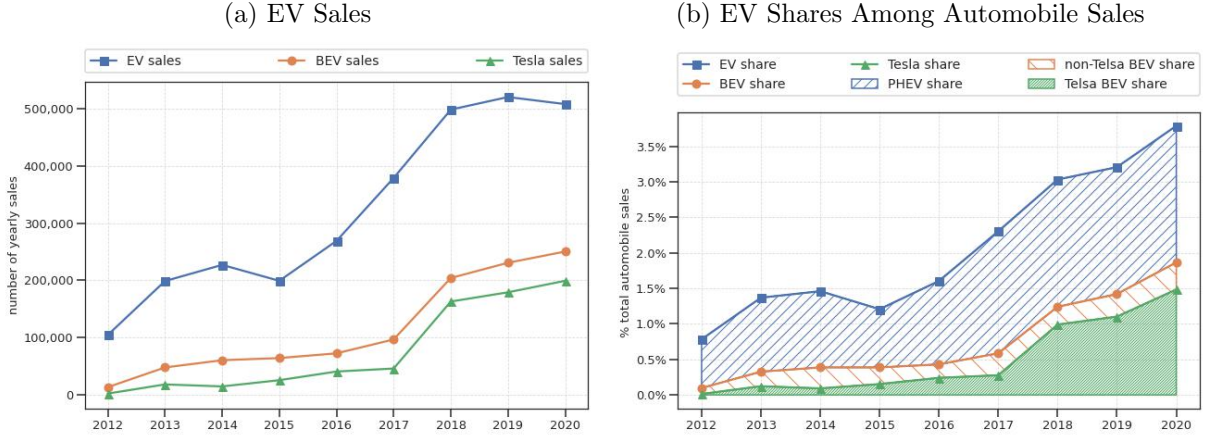 (a) EV Sales
EV sales BEV sales Tesla sales
500,000
400,000
300,000
200,000
100,000
0
number of yearly sales
2012 2013 2014 2015 2016 2017 2018 2019 2020
(b) EV Shares Among Automobile Sales
EV share Tesla share non-Telsa BEV share
BEV share PHEV share Telsa BEV share
3.5%
3.0%
2.5%
2.0%
1.5%
1.0%
0.5%
0.0%
% total automobile sales
2012 2013 2014 2015 2016 2017 2018 2019 2020